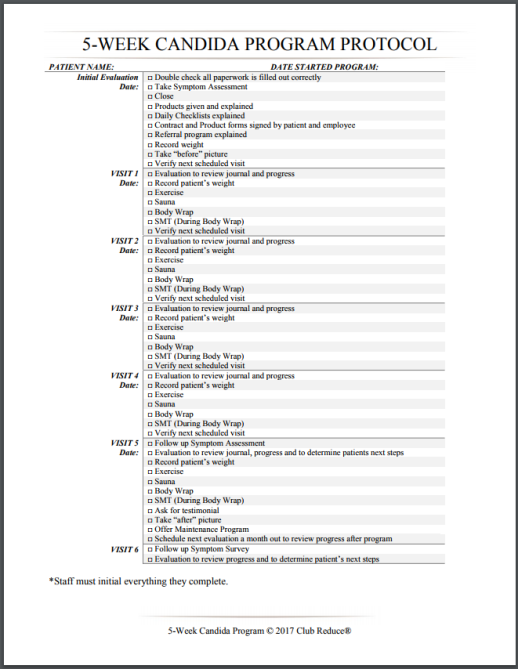 5-WEEK CANDIDA PROGRAM PROTOCOL
PATIENT NAME: DATE STARTED PROGRAM:
Initial Evaluation □ Double check all paperwork is filled out correctly
Date: □ Take Symptom Assessment
□ Close
□ Products given and explained
□ Daily Checklists explained
□ Contract and Product forms signed by patient and employee
□ Referral program explained
□ Record weight
□ Take “before” picture
□ Verify next scheduled visit
VISIT 1 □ Evaluation to review journal and progress
Date: □ Record patient’s weight
□ Exercise
□ Sauna
□ Body Wrap
□ SMT (During Body Wrap)
□ Verify next scheduled visit
VISIT 2 □ Evaluation to review journal and progress
Date: □ Record patient’s weight
□ Exercise
□ Sauna
□ Body Wrap
□ SMT (During Body Wrap)
□ Verify next scheduled visit
VISIT 3 □ Evaluation to review journal and progress
Date: □ Record patient’s weight
□ Exercise
□ Sauna
□ Body Wrap
□ SMT (During Body Wrap)
□ Verify next scheduled visit
VISIT 4 □ Evaluation to review journal and progress
Date: □ Record patient’s weight
□ Exercise
□ Sauna
□ Body Wrap
□ SMT (During Body Wrap)
□ Verify next scheduled visit
VISIT 5 □ Follow up Symptom Assessment
Date: □ Evaluation to review journal, progress and to determine patients next steps
□ Record patient’s weight
□ Exercise
□ Sauna
□ Body Wrap
□ SMT (During Body Wrap)
□ Ask for testimonial
□ Take “after” picture
□ Offer Maintenance Program
□ Schedule next evaluation a month out to review progress after program
VISIT 6 □ Follow up Symptom Survey
□ Evaluation to review progress and to determine patient’s next steps
*Staff must initial everything they complete.
5-Week Candida Program © 2017 Club Reduce®